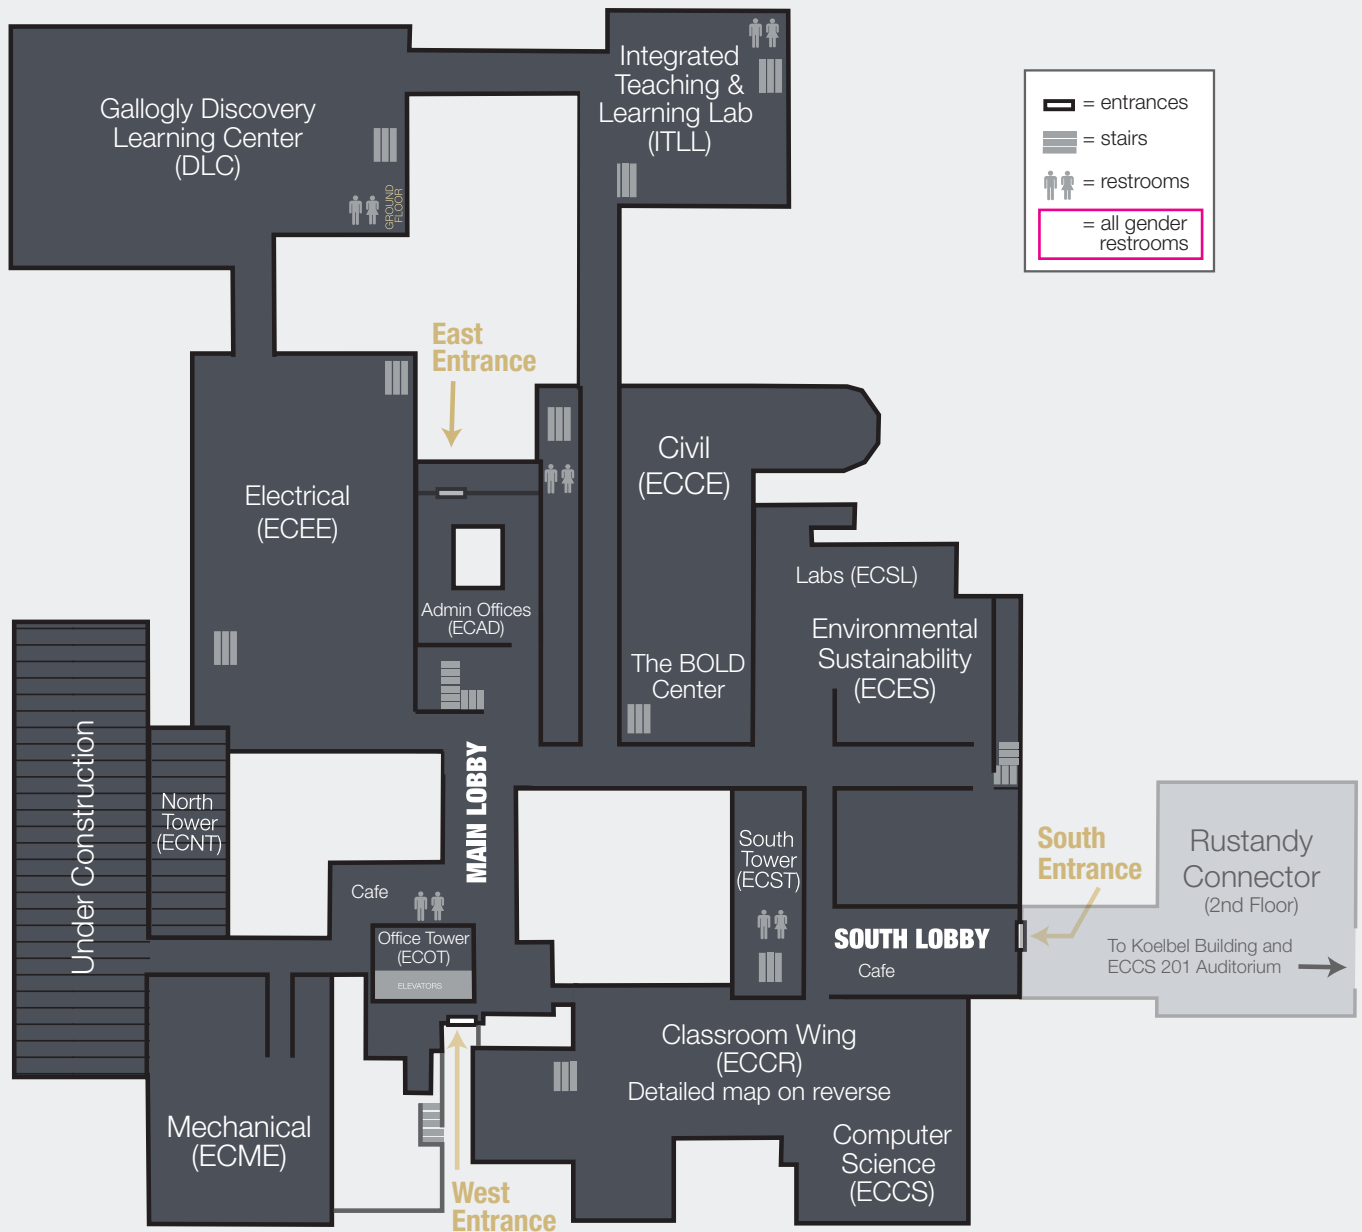 Gallogly Discovery
Learning Center
(DLC)
GROUND
FLOOR
Integrated
Teaching &
Learning Lab
(ITLL)
= entrances
= stairs
= restrooms
= all gender
restrooms
East
Entrance
Electrical
(ECEE)
Civil
(ECCE)
Admin Offices
(ECAD)
Labs (ECSL)
Environmental
Sustainability
(ECES)
The BOLD
Center
Under Construction
North
Tower
(ECNT)
MAIN LOBBY
Cafe
Office Tower
(ECOT)
ELEVATORS
South
Tower
(ECST)
South
Entrance
SOUTH LOBBY
Cafe
Rustandy
Connector
(2nd Floor)
To Koelbel Building and
ECCS 201 Auditorium
Classroom Wing
(ECCR)
Detailed map on reverse
Mechanical
(ECME)
Computer
Science
(ECCS)
West
Entrance